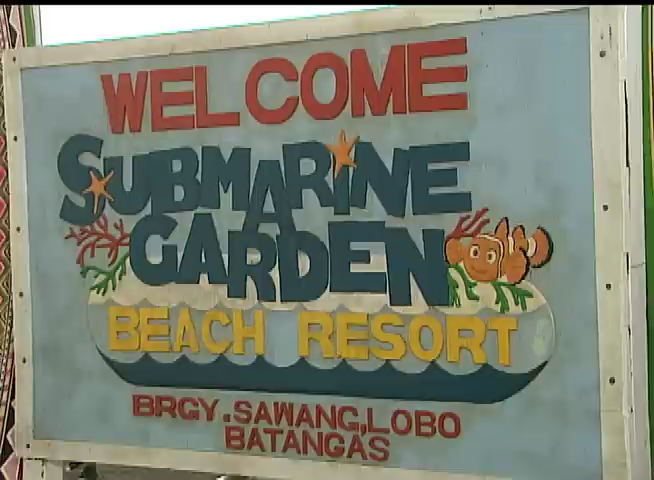 WELCOME
SUBMARINE
GARDEN
BEACH RESORT
BRGY.SAWANG,LOBO
BATANGAS